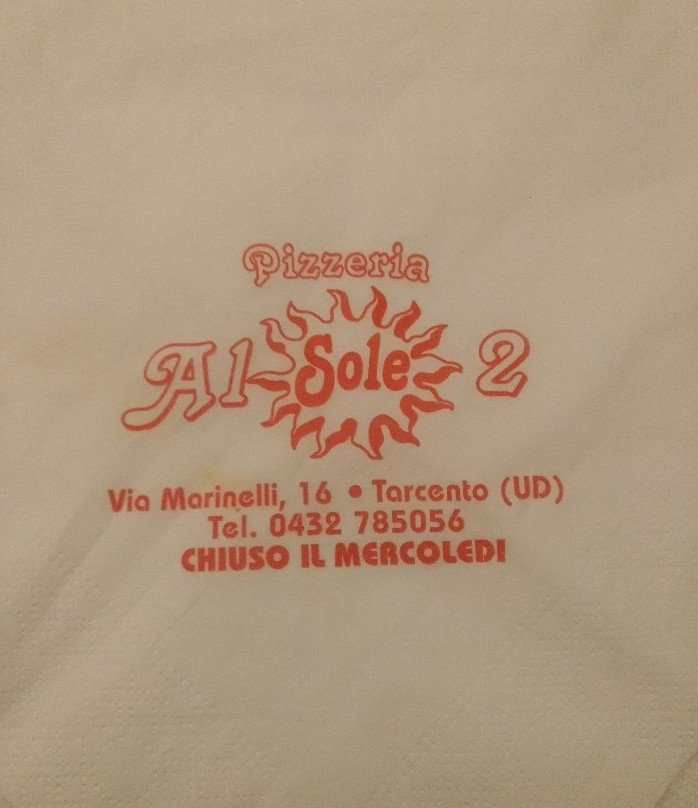 Pizzeria
Al Sole 2
Via Marinelli, 16 • Tarcento (UD)
Tel. 0432 785056
CHIUSO IL MERCOLEDI